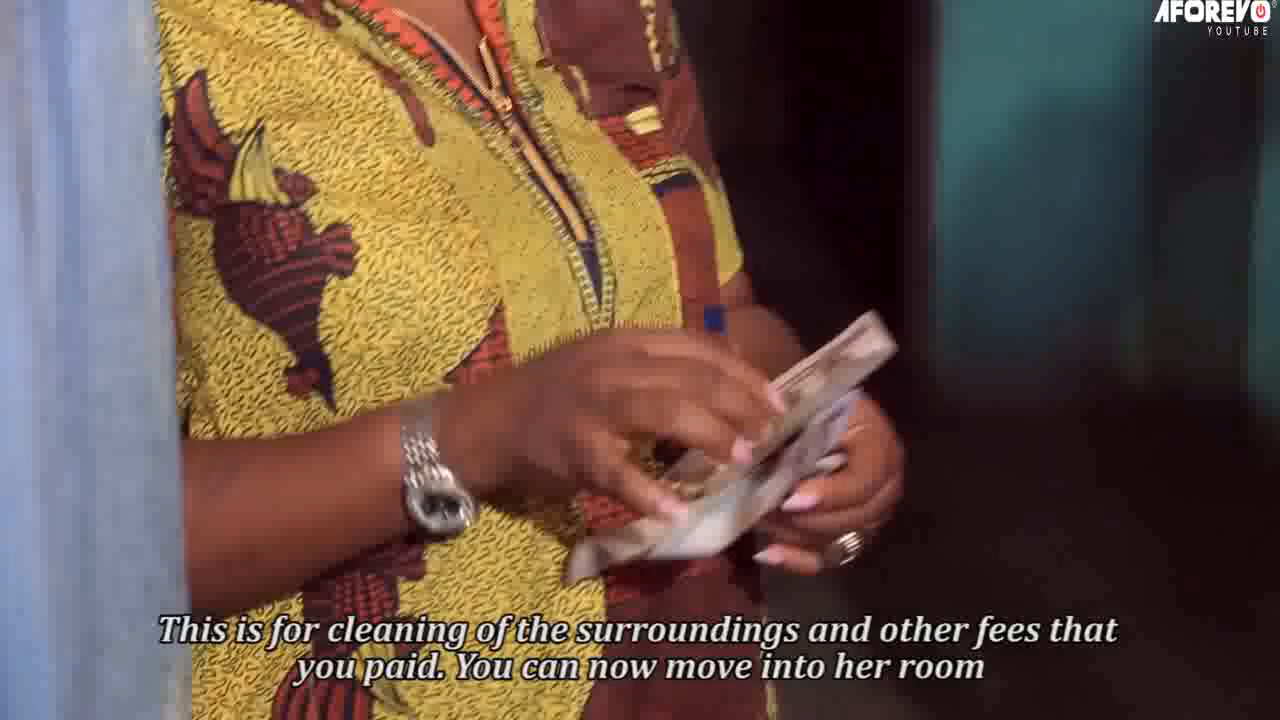 AFOREVO
YOUTUBE
This is for cleaning of the surroundings and other fees that
you paid. You can now move into her room